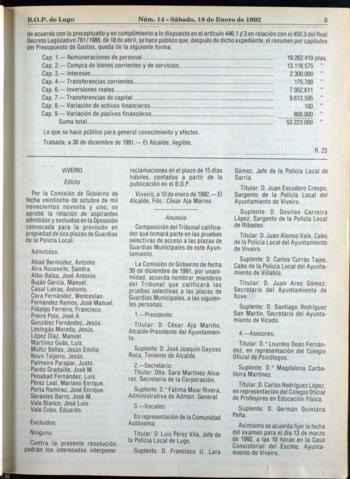 B.O.P. de Lugo Núm. 14 - Sábado, 18 de Enero de 1992 5
de acuerdo con lo preceptuado y en cumplimiento a lo dispuesto en el artículo 446.1 y 3 en relación con el 450.3 del Real
Decreto Legislativo 781/1986, de 18 de abril, se hace público que, después de dicho expediente, el resumen por capítulos
del Presupuesto de Gastos, queda de la siguiente forma:
Cap. 1.— Remuneraciones de personal 19.262.419 ptas.
Cap. 2.— Compra de bienes corrientes y de servicios. 13.118.575 "
Cap. 3.— Intereses 2.300.000 "
Cap. 4.— Transferencias corrientes 175.700 "
Cap. 6.— Inversiones reales 7.952.611 "
Cap. 7.— Transferencias de capital 9.613.595 "
Cap. 8.— Variación de activos financieros 100 "
Cap. 9.— Variación de pasivos financieros 800.000 "
Suma total 53.223.000 "
Lo que se hace público para general conocimiento y efectos.
Trabada, a 30 de diciembre de 1991.— El Alcalde, ilegible.
R. 23
VIVEIRO
Edicto
Por la Comisión de Gobierno de
fecha veintiocho de octubre de mil
novecientos noventa y uno, se
aprobó la relación de aspirantes
admitidos y excluidos en la Oposición
convocada para la provisión en
propiedad de dos plazas de Guardias
de la Policía Local.
Admitidos:
Abad Bermúdez, Antonio.
Aira Rouselle, Sandra.
Albo Balsa, José Antonio.
Buján García, Manuel.
Casal Leiras, Antonio.
Cora Fernández, Wenceslao.
Fernández Ramos, José Manuel.
Fidalgo Ferreiro, Francisco.
Freire Polo, José A.
González Fernández, Jesús.
Lestegás Moreda, Jesús.
López Díaz, Manuel.
Martínez Goás, Luis.
Muñiz Bellas, Jesús Emilio.
Novo Teijeiro, Jesús.
Palmeiro Parapar, Justo.
Pardo Gradaille, José M.
Penabad Fernández, Luis
Pérez Leal, Mariano Enrique.
Porta Ramírez, José Enrique.
Serantes Barro, José M.
Vale Blanco, José Luis.
Vale Cobo, Eduardo.
Excluidos:
Ninguno.
Contra la presente resolución
podrán los interesados interponer
reclamaciones en el plazo de 15 días
hábiles, contados a partir de la
publicación en el B.O.P.
Viveiro, a 10 de enero de 1992.— El
Alcalde, Fdo. César Aja Marino.
Anuncio
Composición del Tribunal calificador
que tomará parte en las pruebas
selectivas de acceso a las plazas de
Guardias Municipales de este Ayuntamiento.
La Comisión de Gobierno de fecha
30 de diciembre de 1991, por unanimidad,
acuerda nombrar miembros
del Tribunal que calificará las
pruebas selectivas a las plazas de
Guardias Municipales, a las siguientes
personas:
1.—Presidente:
Titular: D. César Aja Mariño,
Alcalde-Presidente del Ayuntamiento.
Suplente: D. José Joaquín Gayoso
Roca, Teniente de Alcalde.
2.—Secretario:
Titular: Dña. Sara Martínez Alvarez,
Secretaria de la Corporación.
Suplente: D.ª Fátima Moar Rivera,
Administrativa de Admón. General.
3.—Vocales:
En representación de la Comunidad
Autónoma:
Titular: D. Luis Pérez Vila, Jefe de
la Policía Local de Lugo.
Suplente: D. Francisco U. Lara
Gómez, Jefe de la Policía Local de
Sarria.
Titular: D. Juan Escudero Crespo,
Sargento de la Policía Local del
Ayuntamiento de Viveiro.
Suplente: D. Dositeo Carreira
López, Sargento de la Policía Local
de Ribadeo.
Titular: D. Juan Alonso Vale, Cabo
de la Policía Local del Ayuntamiento
de Viveiro.
Suplente: D. Carlos Currás Tajes,
Cabo de la Policía Local del Ayuntamiento
de Villalba.
Titular: D. Juan Ares Gómez,
Secretario del Ayuntamiento de
Xove.
Suplente: D. Santiago Rodríguez
San Martín, Secretario del Ayuntamiento
de Vicedo.
4.—Asesores:
Titular: D.ª Lourdes Deán Fernández,
en representación del Colegio
Oficial de Psicólogos.
Suplente: D.ª Magdalena Carballeira
Martínez.
Titular: D. Carlos Rodríguez López,
en representación del Colegio Oficial
de Profesores en Educación Física.
Suplente: D. Germán Quintana
Peña.
Asimismo se acuerda fijar la fecha
del examen para el día 13 de marzo
de 1992, a las 10 horas en la Casa
Consistorial del Excmo. Ayuntamiento
de Viveiro.